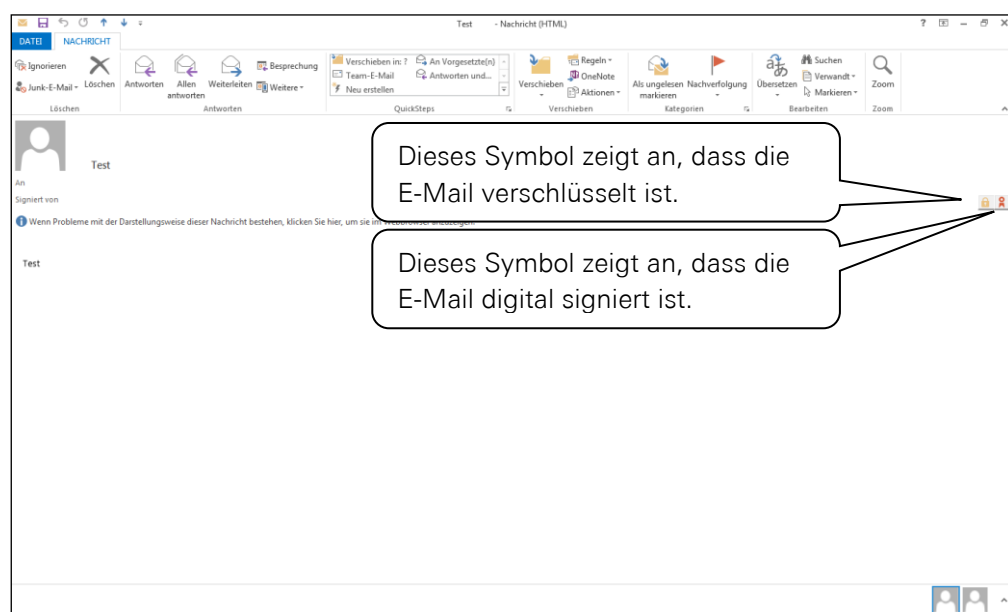 Test - Nachricht (HTML)
DATEI NACHRICHT
Ignorieren
Junk-E-Mail
Löschen
Löschen
Antworten
Allen
antworten
Weiterleiten
Besprechung
Weitere
Antworten
Verschieben in: ?
Team-E-Mail
Neu erstellen
An Vorgesetzte(n)
Antworten und...
QuickSteps
Verschieben
Regeln
OneNote
Aktionen
Verschieben
Als ungelesen
markieren
Nachverfolgung
Kategorien
Übersetzen
Suchen
Verwandt
Markieren
Bearbeiten
Zoom
Zoom
Test
An
Signiert von
Wenn Probleme mit der Darstellungsweise dieser Nachricht bestehen, klicken Sie hier, um sie im Webbrowser anzuzeigen.
Test
Dieses Symbol zeigt an, dass die
E-Mail verschlüsselt ist.
Dieses Symbol zeigt an, dass die
E-Mail digital signiert ist.